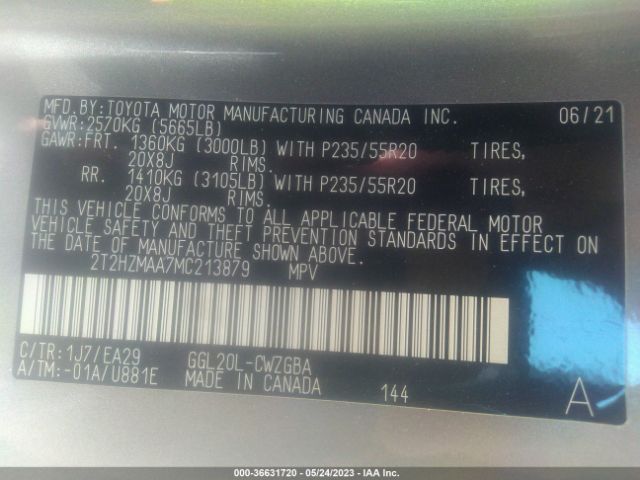 MFD.BY:TOYOTA MOTOR MANUFACTURING CANADA INC. 06/21
GVWR:2570KG (5665LB)
GAWR:FRT. 1360KG (3000LB) WITH P235/55R20 TIRES,
20X8J RIMS.
RR. 1410KG (3105LB) WITH P235/55R20 TIRES,
20X8J RIMS.
THIS VEHICLE CONFORMS TO ALL APPLICABLE FEDERAL MOTOR
VEHICLE SAFETY AND THEFT PREVENTION STANDARDS IN EFFECT ON
THE DATE OF MANUFACTURE SHOWN ABOVE.
2T2HZMAA7MC213879 MPV
C/TR:1J7/EA29 GGL20L-CWZGBA
A/TM:-01A/U881E MADE IN CANADA 144 A
000-36631720 - 05/24/2023 - IAA Inc.